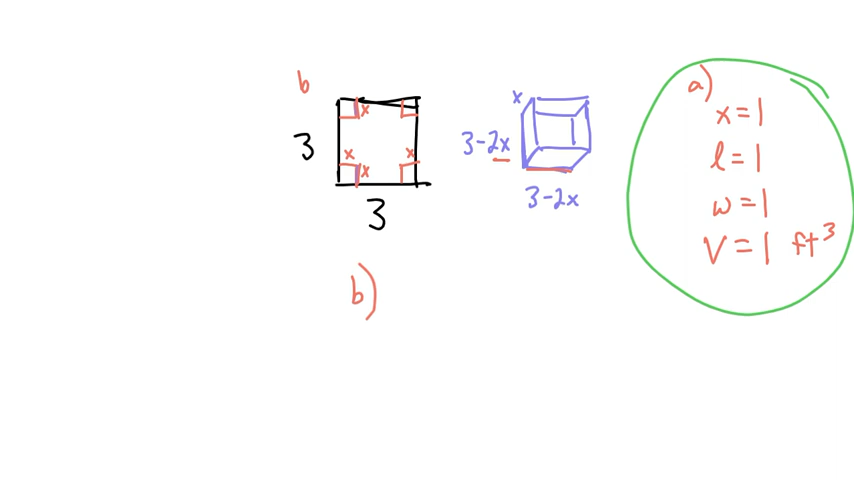 b
x
3
x
x
x
3
x
3-2x
3-2x
a)
x = 1
l = 1
w = 1
V = 1 ft³
b)